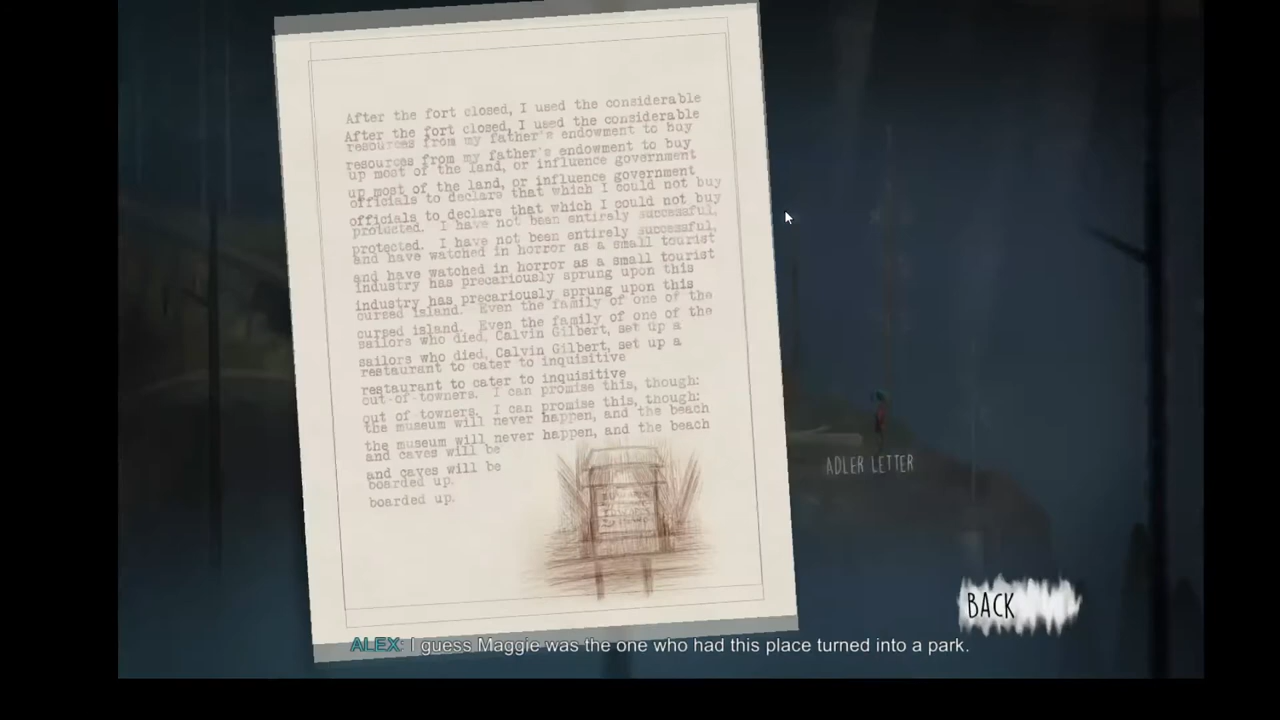 After the fort closed, I used the considerable
resources from my father's endowment to buy
up most of the land, or influence government
officials to declare that which I could not buy
protected. I have not been entirely successful,
and have watched in horror as a small tourist
industry has precariously sprung upon this
cursed island. Even the family of one of the
sailors who died, Calvin Gilbert, set up a
restaurant to cater to inquisitive
out of towners. I can promise this, though:
the museum will never happen, and the beach
and caves will be
boarded up.
ADLER LETTER
BACK
ALEX: I guess Maggie was the one who had this place turned into a park.